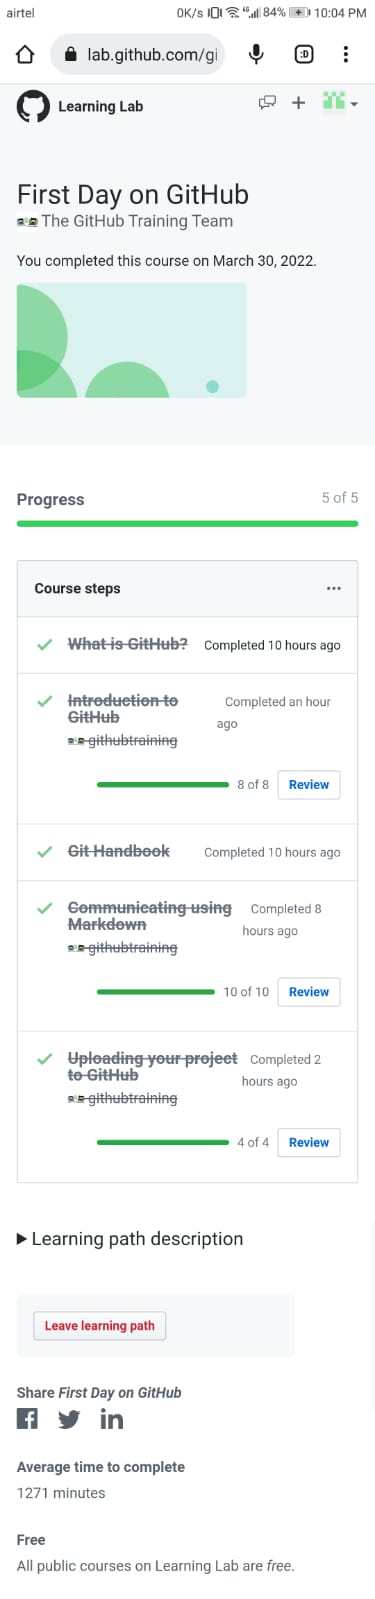 airtel
0K/s 4G 84% 10:04 PM
lab.github.com/gi
:D
Learning Lab
First Day on GitHub
The GitHub Training Team
You completed this course on March 30, 2022.
Progress
5 of 5
Course steps
What is GitHub? Completed 10 hours ago
Introduction to Completed an hour
GitHub ago
githubtraining
8 of 8 Review
Git Handbook Completed 10 hours ago
Communicating using Completed 8
Markdown hours ago
githubtraining
10 of 10 Review
Uploading your project Completed 2
to GitHub hours ago
githubtraining
4 of 4 Review
Learning path description
Leave learning path
Share First Day on GitHub
Average time to complete
1271 minutes
Free
All public courses on Learning Lab are free.